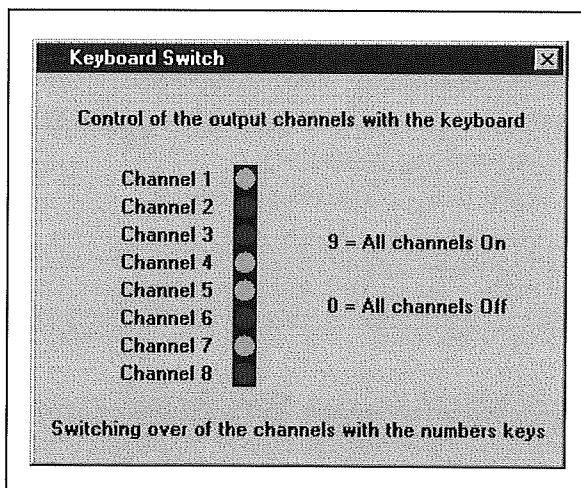 Keyboard Switch
Control of the output channels with the keyboard
Channel 1
Channel 2
Channel 3
Channel 4
Channel 5
Channel 6
Channel 7
Channel 8
9 = All channels On
0 = All channels Off
Switching over of the channels with the numbers keys